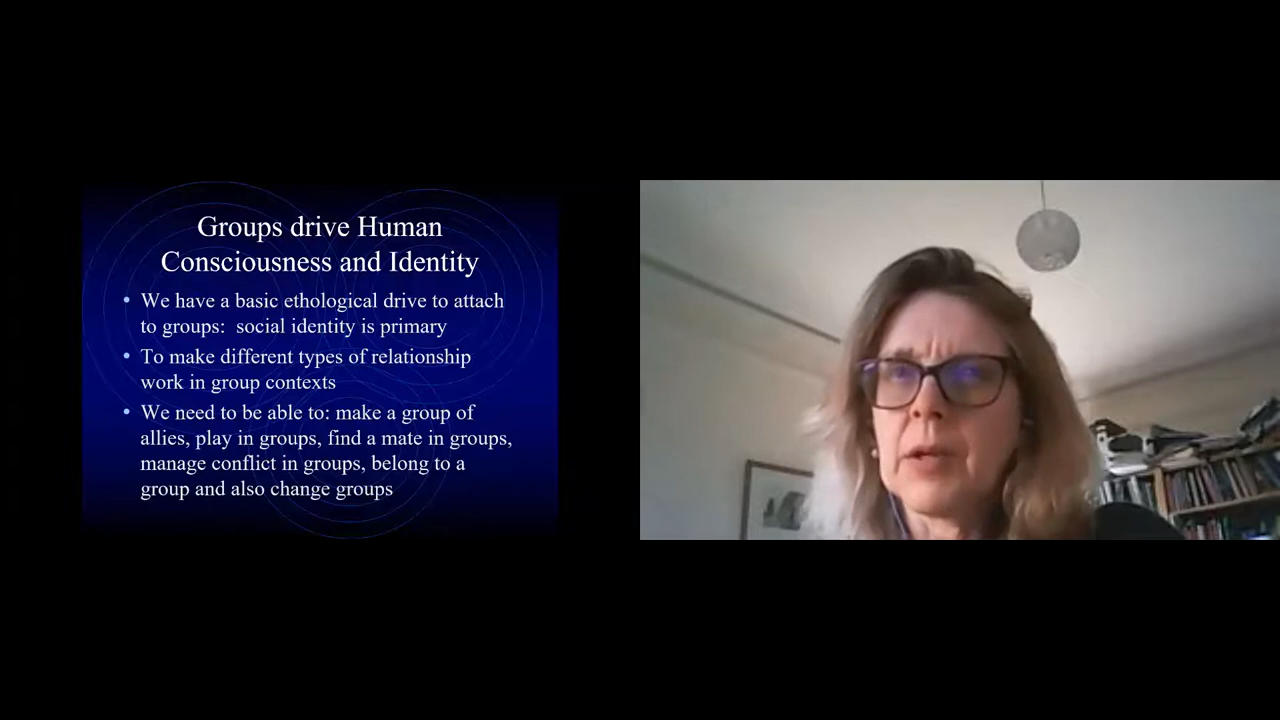 Groups drive Human
Consciousness and Identity
• We have a basic ethological drive to attach
to groups:  social identity is primary
• To make different types of relationship
work in group contexts
• We need to be able to: make a group of
allies, play in groups, find a mate in groups,
manage conflict in groups, belong to a
group and also change groups